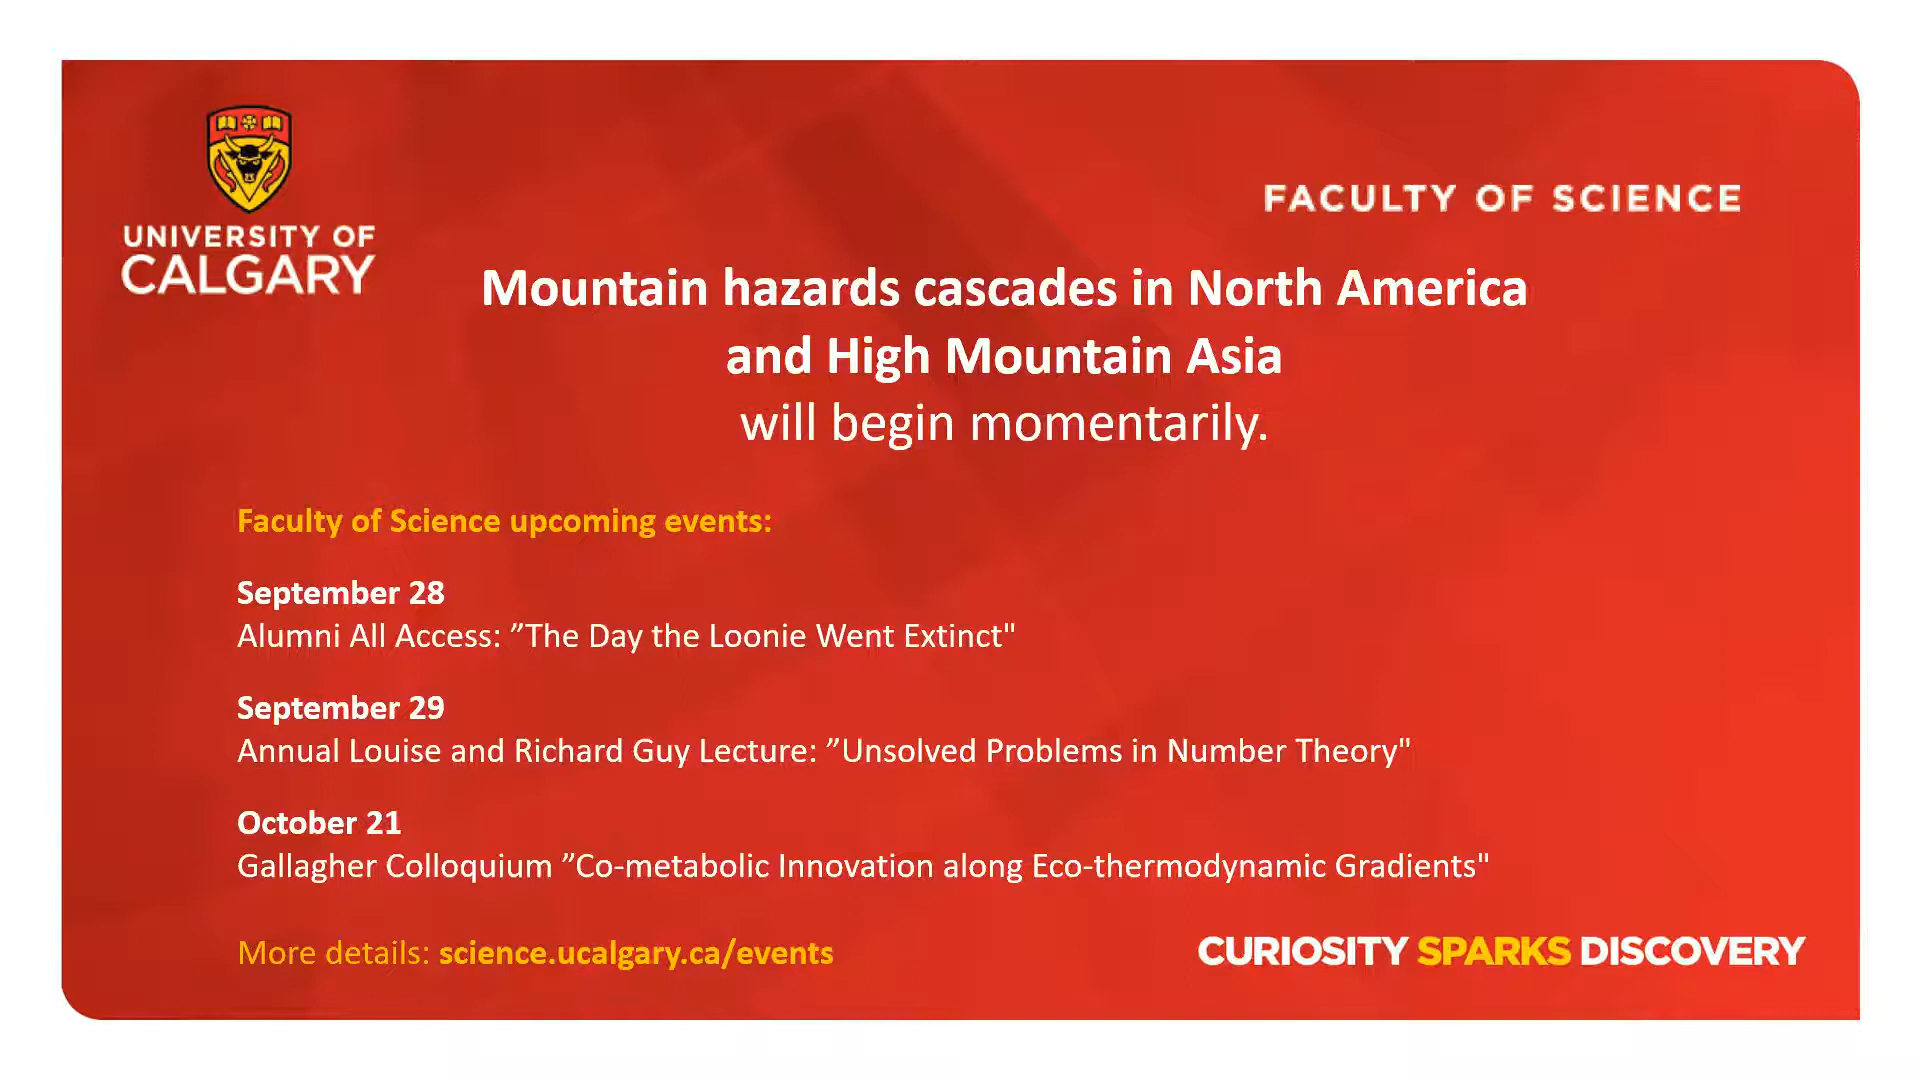 UNIVERSITY OF
CALGARY
FACULTY OF SCIENCE
Mountain hazards cascades in North America
and High Mountain Asia
will begin momentarily.
Faculty of Science upcoming events:
September 28
Alumni All Access: ”The Day the Loonie Went Extinct"
September 29
Annual Louise and Richard Guy Lecture: ”Unsolved Problems in Number Theory"
October 21
Gallagher Colloquium ”Co-metabolic Innovation along Eco-thermodynamic Gradients"
More details: science.ucalgary.ca/events
CURIOSITY SPARKS DISCOVERY